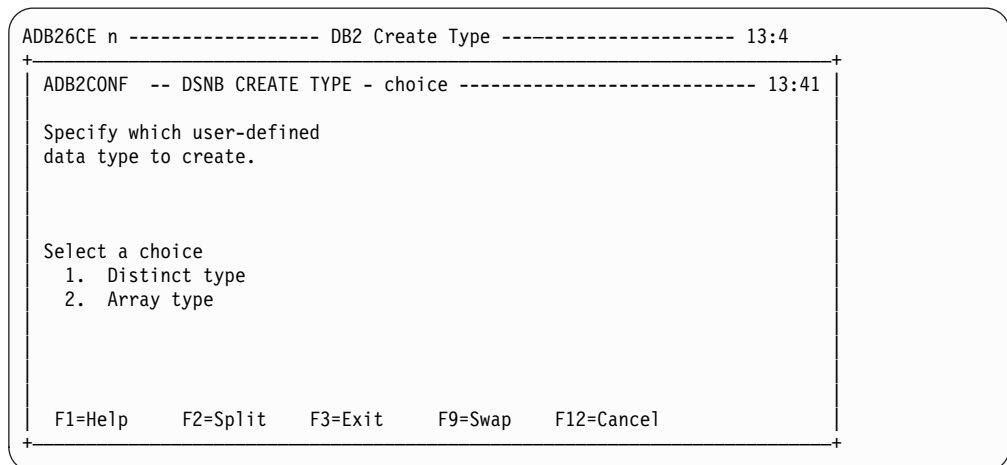 ADB26CE n ------------------ DB2 Create Type ---------------------- 13:4
ADB2CONF -- DSNB CREATE TYPE - choice ---------------------------- 13:41
Specify which user-defined
data type to create.
Select a choice
1. Distinct type
2. Array type
F1=Help F2=Split F3=Exit F9=Swap F12=Cancel